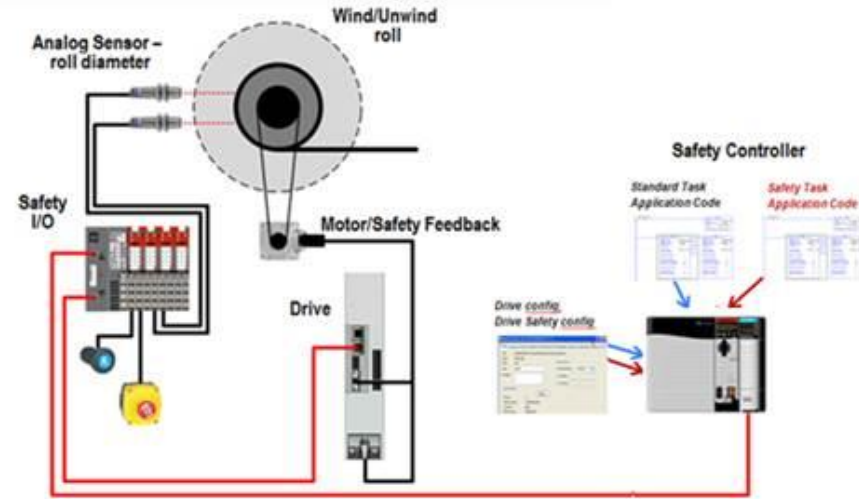 Wind/Unwind
roll
Analog Sensor –
roll diameter
Safety Controller
Standard Task
Application Code
Safety Task
Application Code
Safety
I/O
Motor/Safety Feedback
Drive
Drive config,
Drive Safety config